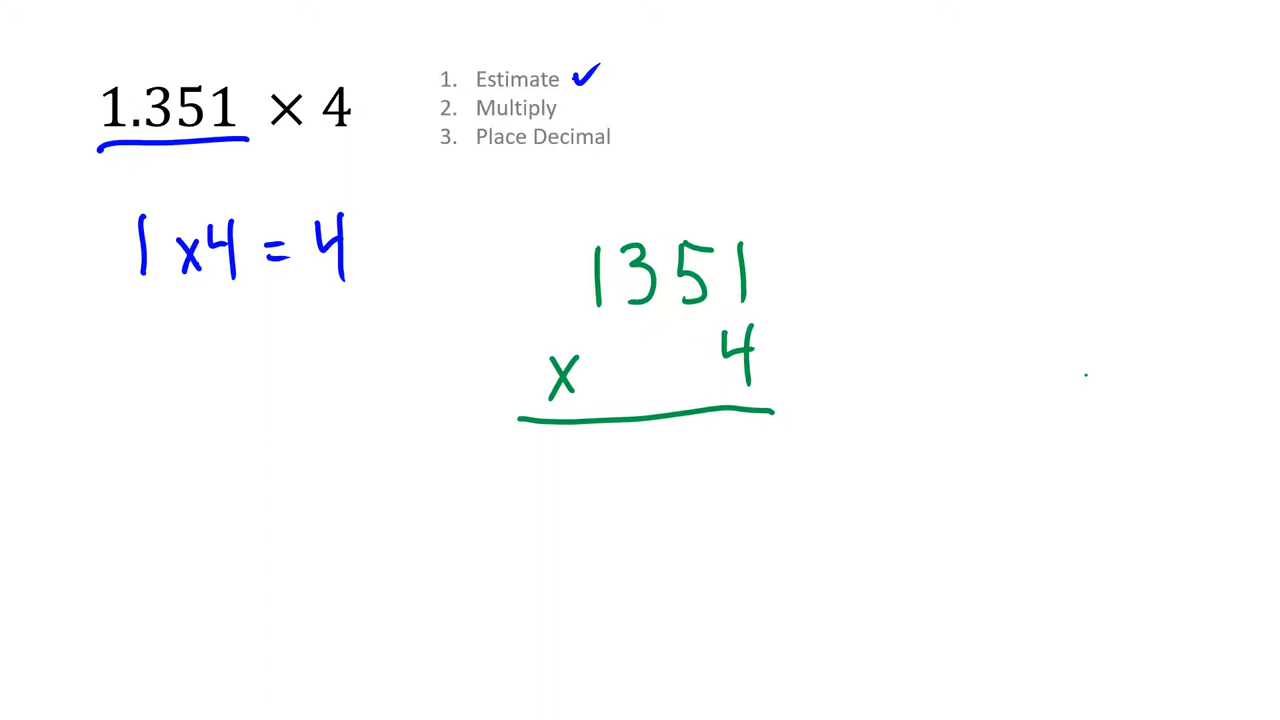 1.351 × 4
1. Estimate ✓
2. Multiply
3. Place Decimal
1 x 4 = 4
1351
x 4